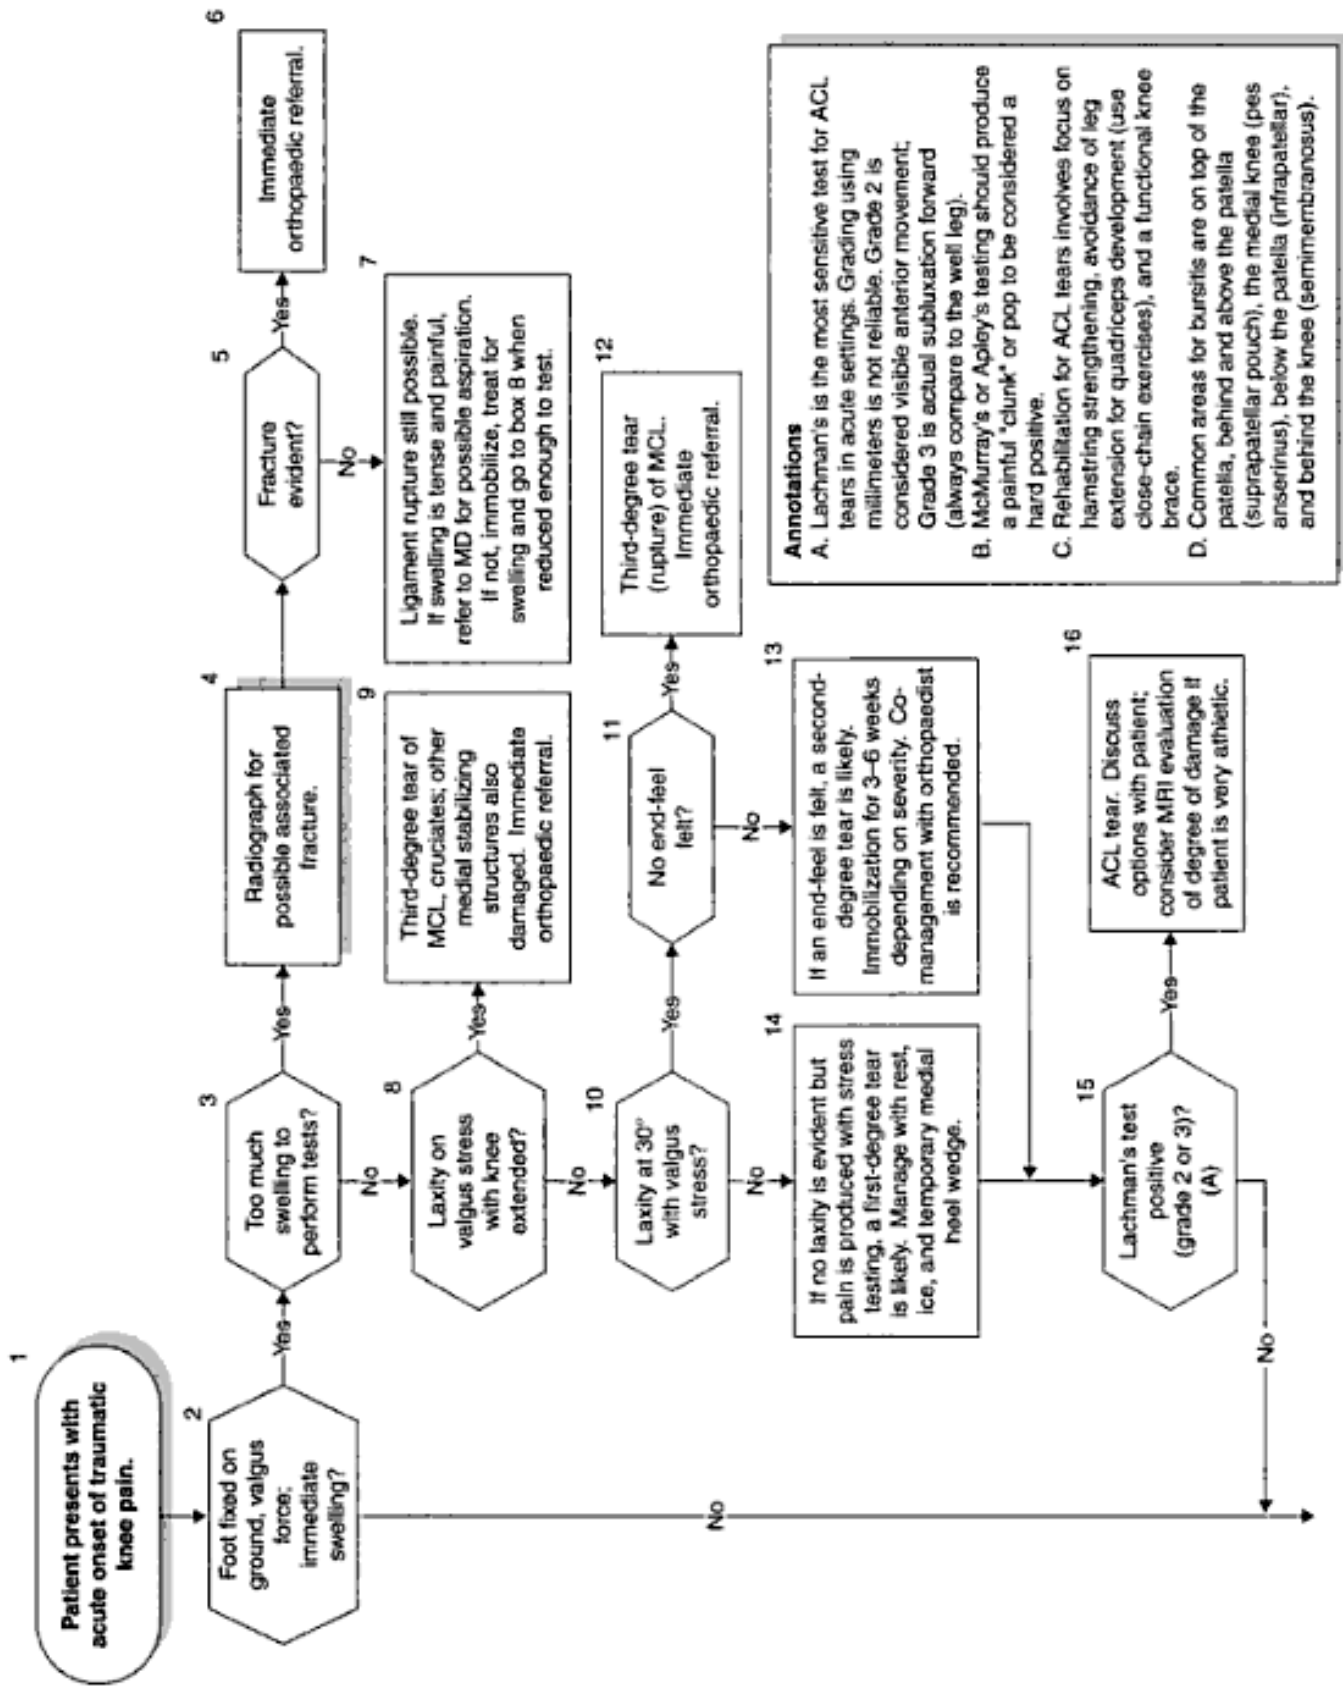 1
Patient presents with
acute onset of traumatic
knee pain.
2
Foot fixed on
ground, valgus
force;
immediate
swelling?
Yes
No
3
Too much
swelling to
perform tests?
Yes
No
4
Radiograph for
possible associated
fracture.
5
Fracture
evident?
Yes
No
6
Immediate
orthopaedic referral.
7
Ligament rupture still possible.
If swelling is tense and painful,
refer to MD for possible aspiration.
If not, immobilize, treat for
swelling and go to box 8 when
reduced enough to test.
8
Laxity on
valgus stress
with knee
extended?
Yes
No
9
Third-degree tear of
MCL, cruciates; other
medial stabilizing
structures also
damaged. Immediate
orthopaedic referral.
10
Laxity at 30°
with valgus
stress?
Yes
No
11
No end-feel
felt?
Yes
No
12
Third-degree tear
(rupture) of MCL.
Immediate
orthopaedic referral.
13
If an end-feel is felt, a second-
degree tear is likely.
Immobilization for 3–6 weeks
depending on severity. Co-
management with orthopaedist
is recommended.
14
If no laxity is evident but
pain is produced with stress
testing, a first-degree tear
is likely. Manage with rest,
ice, and temporary medial
heel wedge.
15
Lachman's test
positive
(grade 2 or 3)?
(A)
Yes
No
16
ACL tear. Discuss
options with patient;
consider MRI evaluation
of degree of damage if
patient is very athletic.
Annotations
A. Lachman's is the most sensitive test for ACL
tears in acute settings. Grading using
millimeters is not reliable. Grade 2 is
considered visible anterior movement;
Grade 3 is actual subluxation forward
(always compare to the well leg).
B. McMurray's or Apley's testing should produce
a painful "clunk" or pop to be considered a
hard positive.
C. Rehabilitation for ACL tears involves focus on
hamstring strengthening, avoidance of leg
extension for quadriceps development (use
close-chain exercises), and a functional knee
brace.
D. Common areas for bursitis are on top of the
patella, behind and above the patella
(suprapatellar pouch), the medial knee (pes
anserinus), below the patella (infrapatellar),
and behind the knee (semimembranosus).